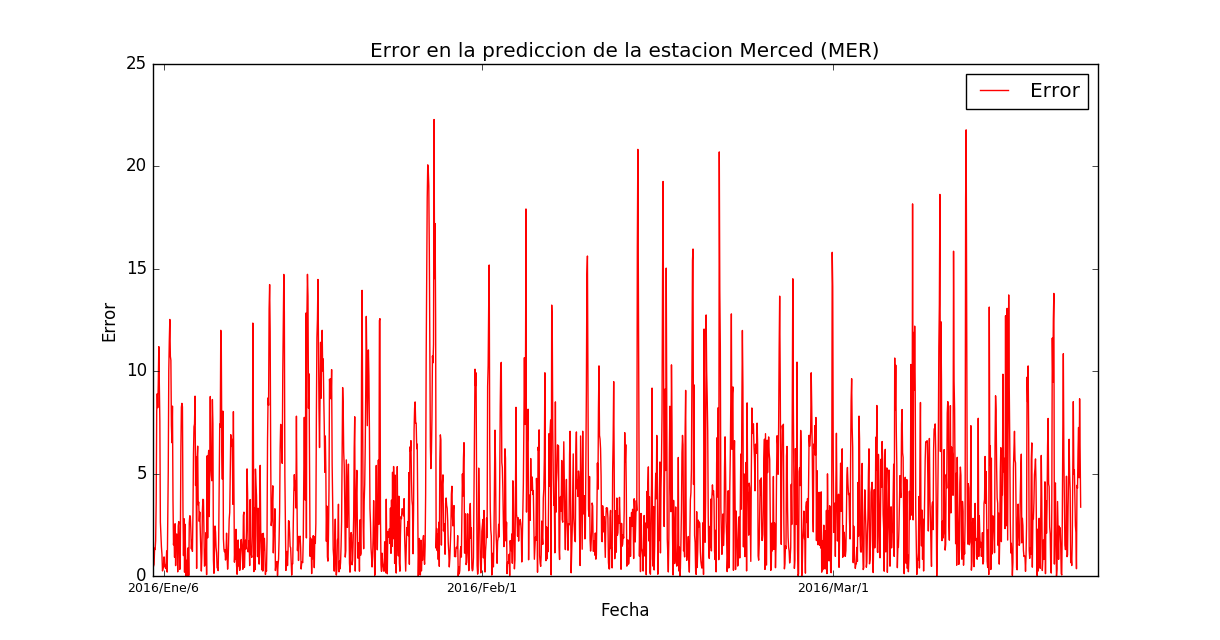 Error en la prediccion de la estacion Merced (MER)
25
20
15
10
5
0
Error
Error
2016/Ene/6
2016/Feb/1
2016/Mar/1
Fecha